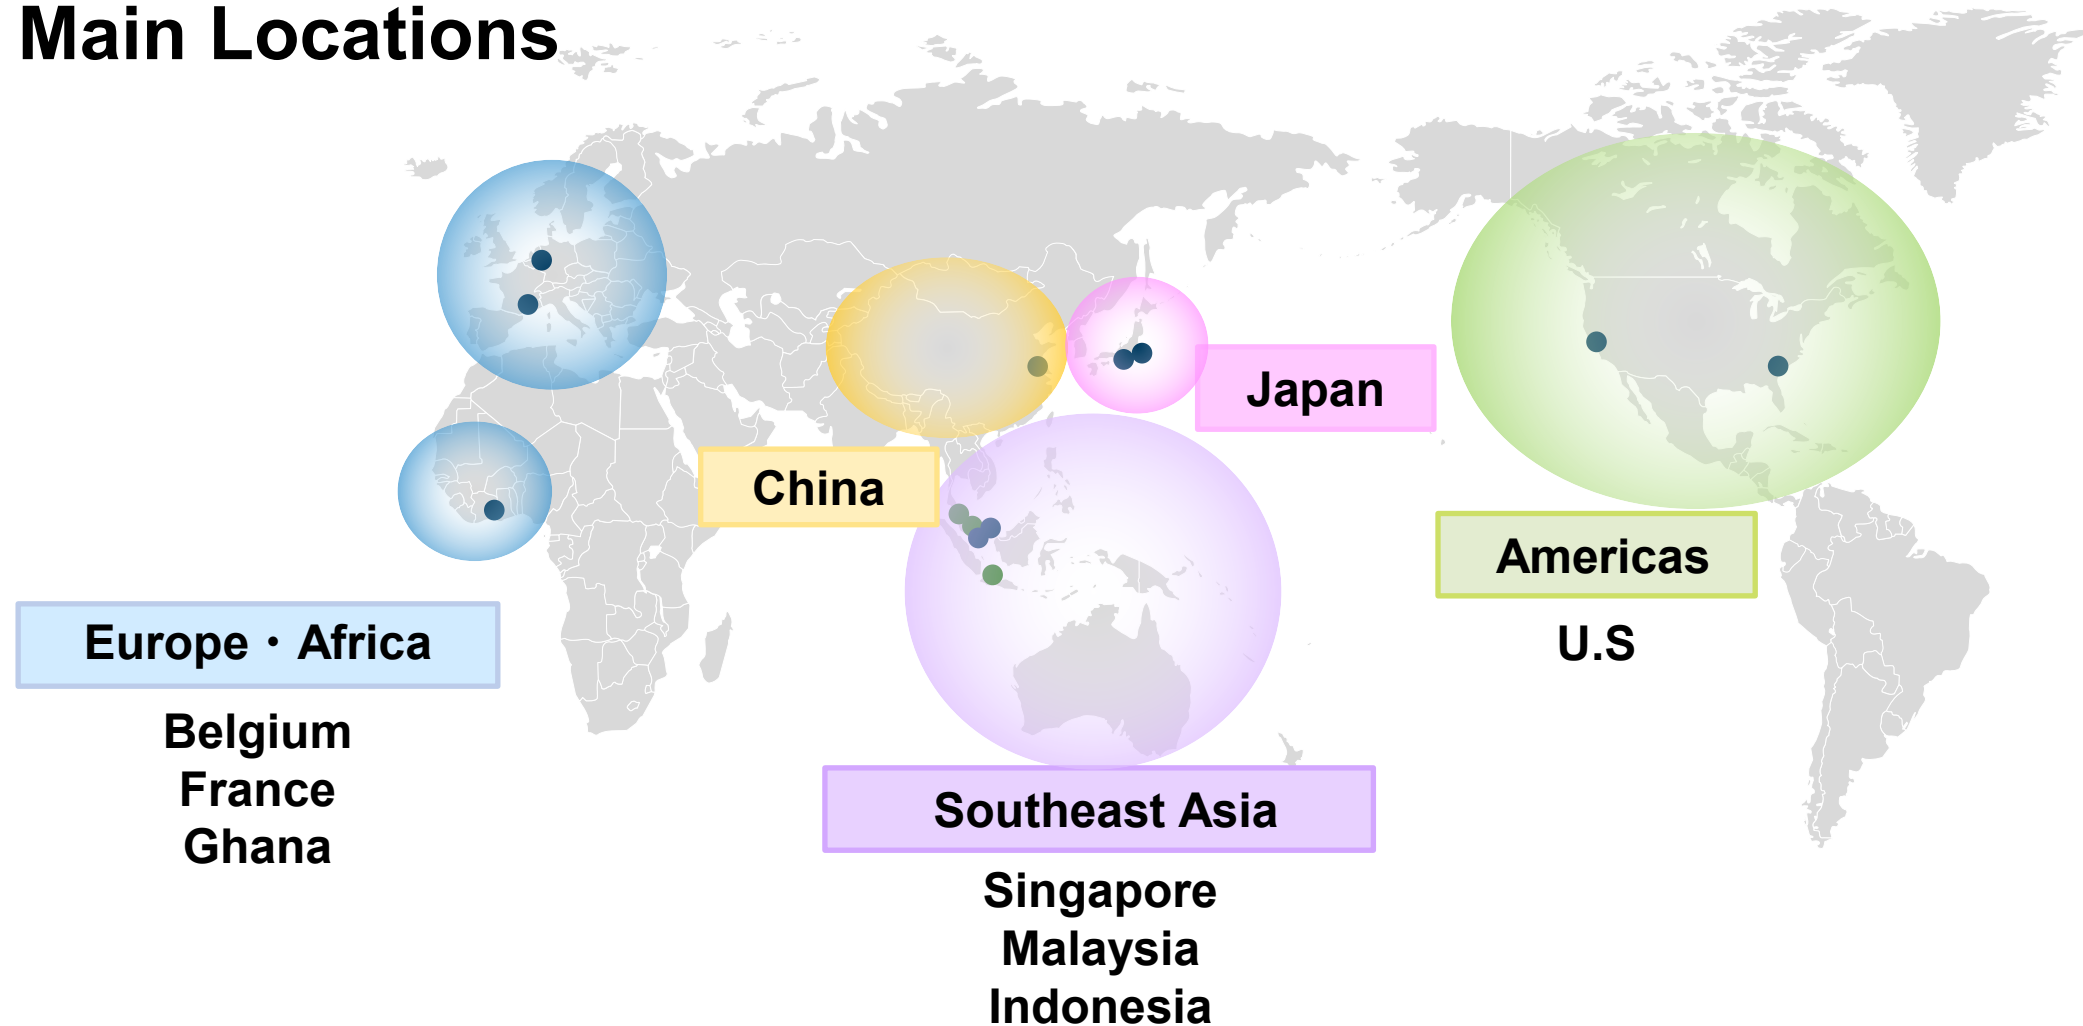 Main Locations
Japan
China
Americas
U.S
Europe・Africa
Belgium
France
Ghana
Southeast Asia
Singapore
Malaysia
Indonesia